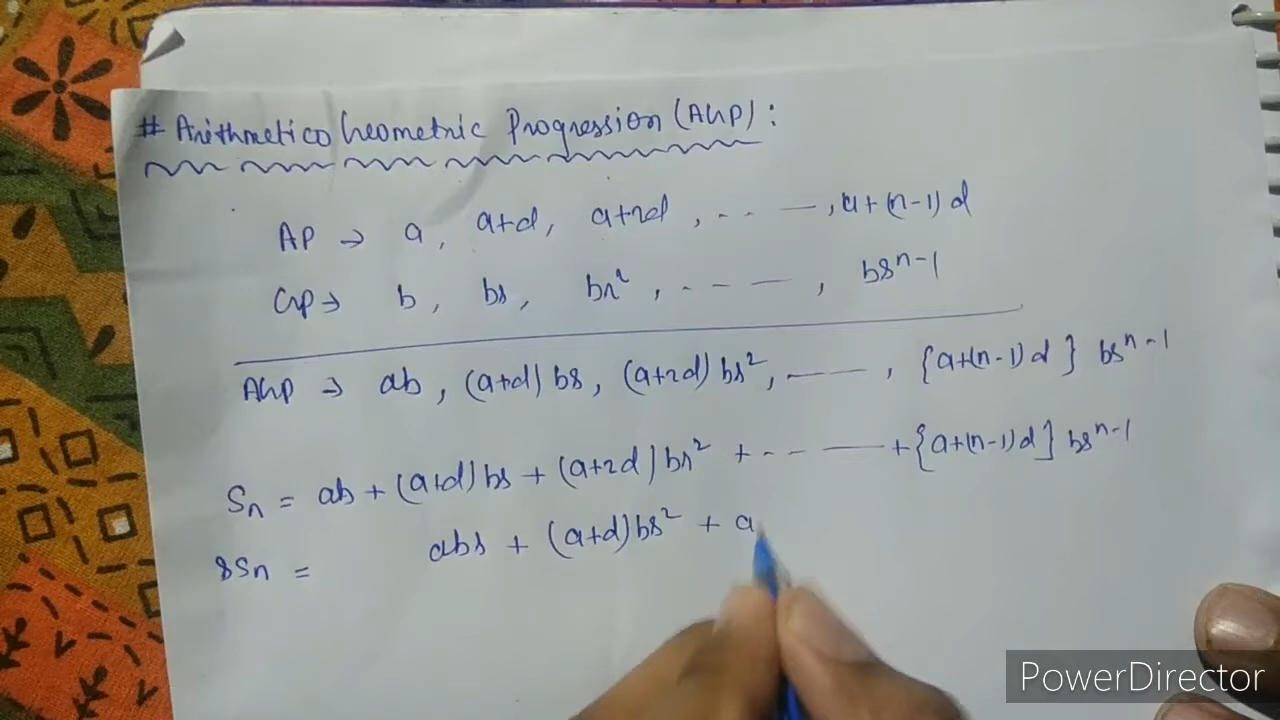 # Arithmetico Geometric Progression (AGP):
AP → a, a+d, a+2d, ..—, a+(n-1)d
GP → b, br, br², ---, brⁿ⁻¹
AGP → ab, (a+d)br, (a+2d)br², ——, {a+(n-1)d} brⁿ⁻¹
Sₙ = ab + (a+d)br + (a+2d)br² + -- —— + {a+(n-1)d} brⁿ⁻¹
rSₙ = abr + (a+d)br² + a
PowerDirector